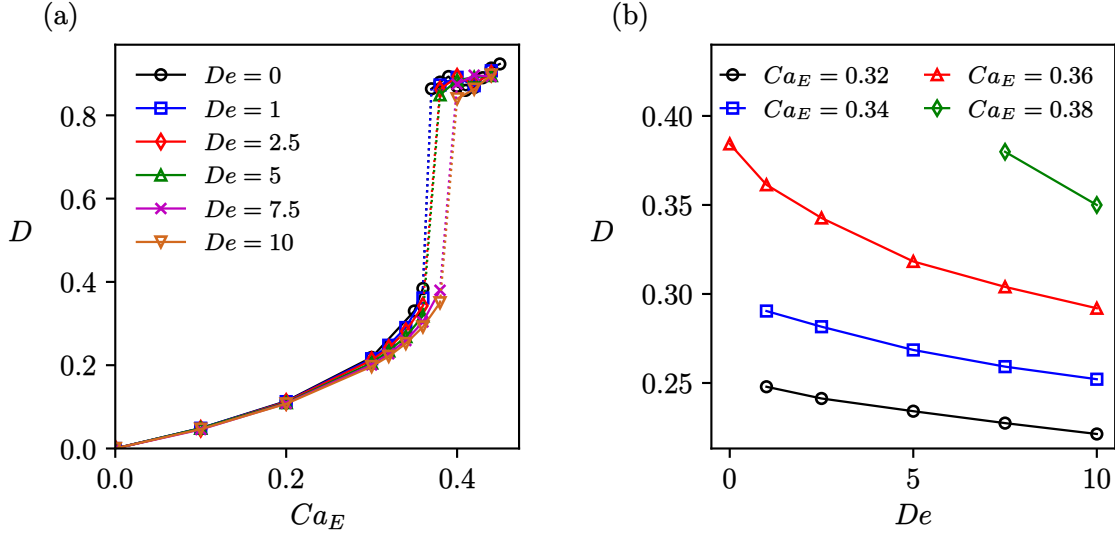 (a)
De = 0
De = 1
De = 2.5
De = 5
De = 7.5
De = 10
D
0.8
0.6
0.4
0.2
0.0
0.0 0.2 0.4
Ca_E
(b)
Ca_E = 0.32 Ca_E = 0.36
Ca_E = 0.34 Ca_E = 0.38
D
0.40
0.35
0.30
0.25
0 5 10
De